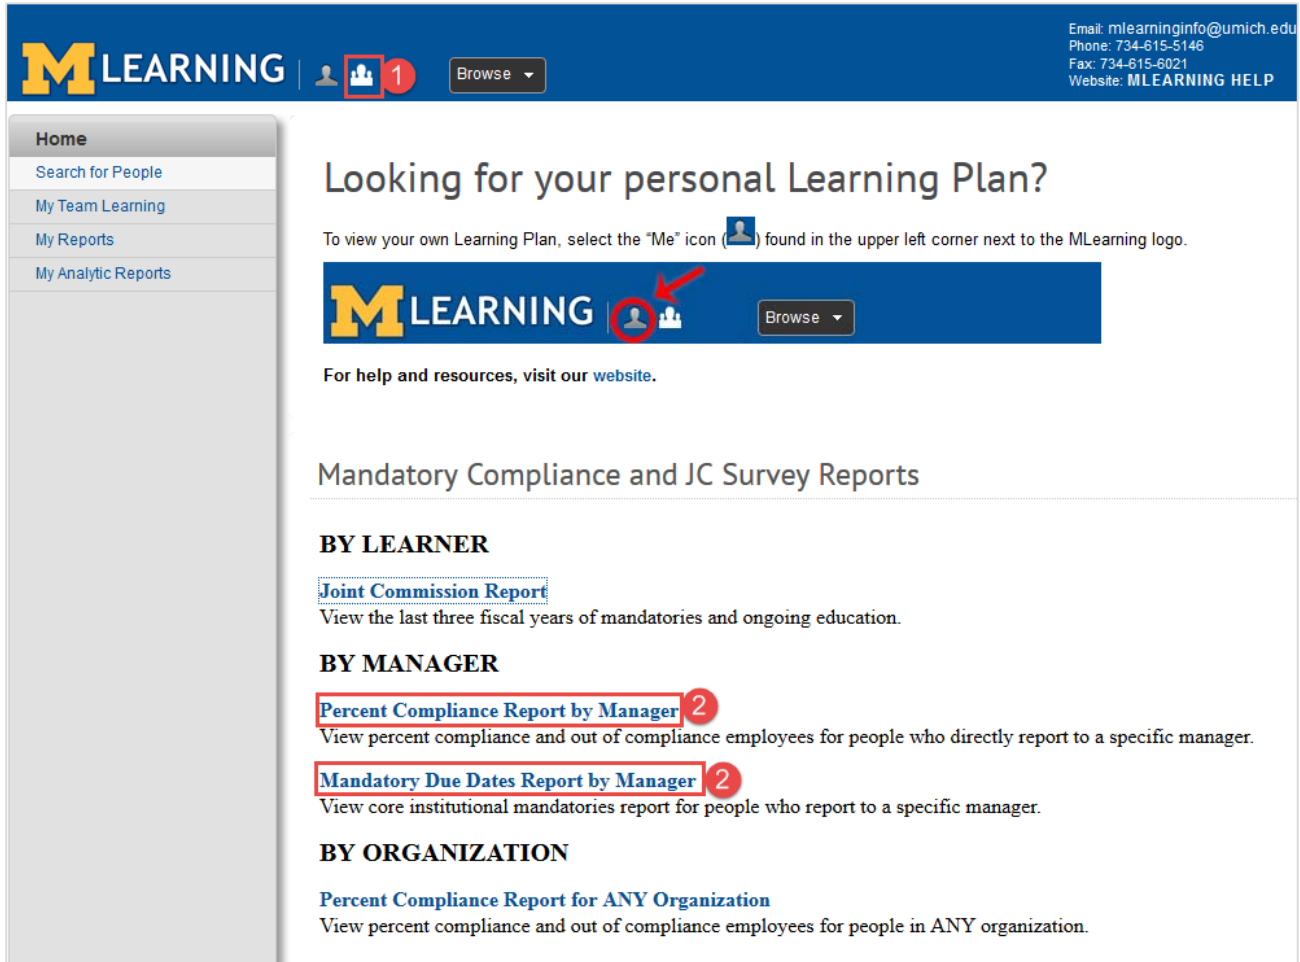 M LEARNING
1
Browse
Email: mlearninginfo@umich.edu
Phone: 734-615-5146
Fax: 734-615-6021
Website: MLEARNING HELP
Home
Search for People
My Team Learning
My Reports
My Analytic Reports
Looking for your personal Learning Plan?
To view your own Learning Plan, select the “Me” icon ( ) found in the upper left corner next to the MLearning logo.
M LEARNING
Browse
For help and resources, visit our website.
Mandatory Compliance and JC Survey Reports
BY LEARNER
Joint Commission Report
View the last three fiscal years of mandatories and ongoing education.
BY MANAGER
Percent Compliance Report by Manager 2
View percent compliance and out of compliance employees for people who directly report to a specific manager.
Mandatory Due Dates Report by Manager 2
View core institutional mandatories report for people who report to a specific manager.
BY ORGANIZATION
Percent Compliance Report for ANY Organization
View percent compliance and out of compliance employees for people in ANY organization.